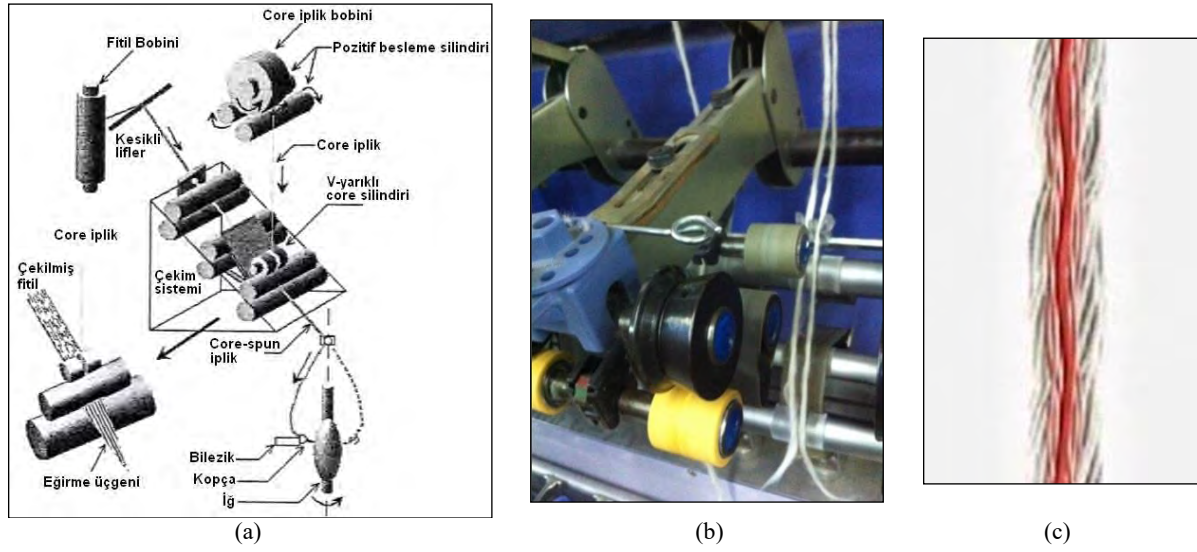 Core iplik bobini
Fitil Bobini
Pozitif besleme silindiri
Kesikli
lifler
Core iplik
V-yarıklı
core silindiri
Core iplik
Çekilmiş
fitil
Çekim
sistemi
Core-spun
iplik
Bilezik
Kopça
Eğirme üçgeni
İğ
(a)
(b)
(c)